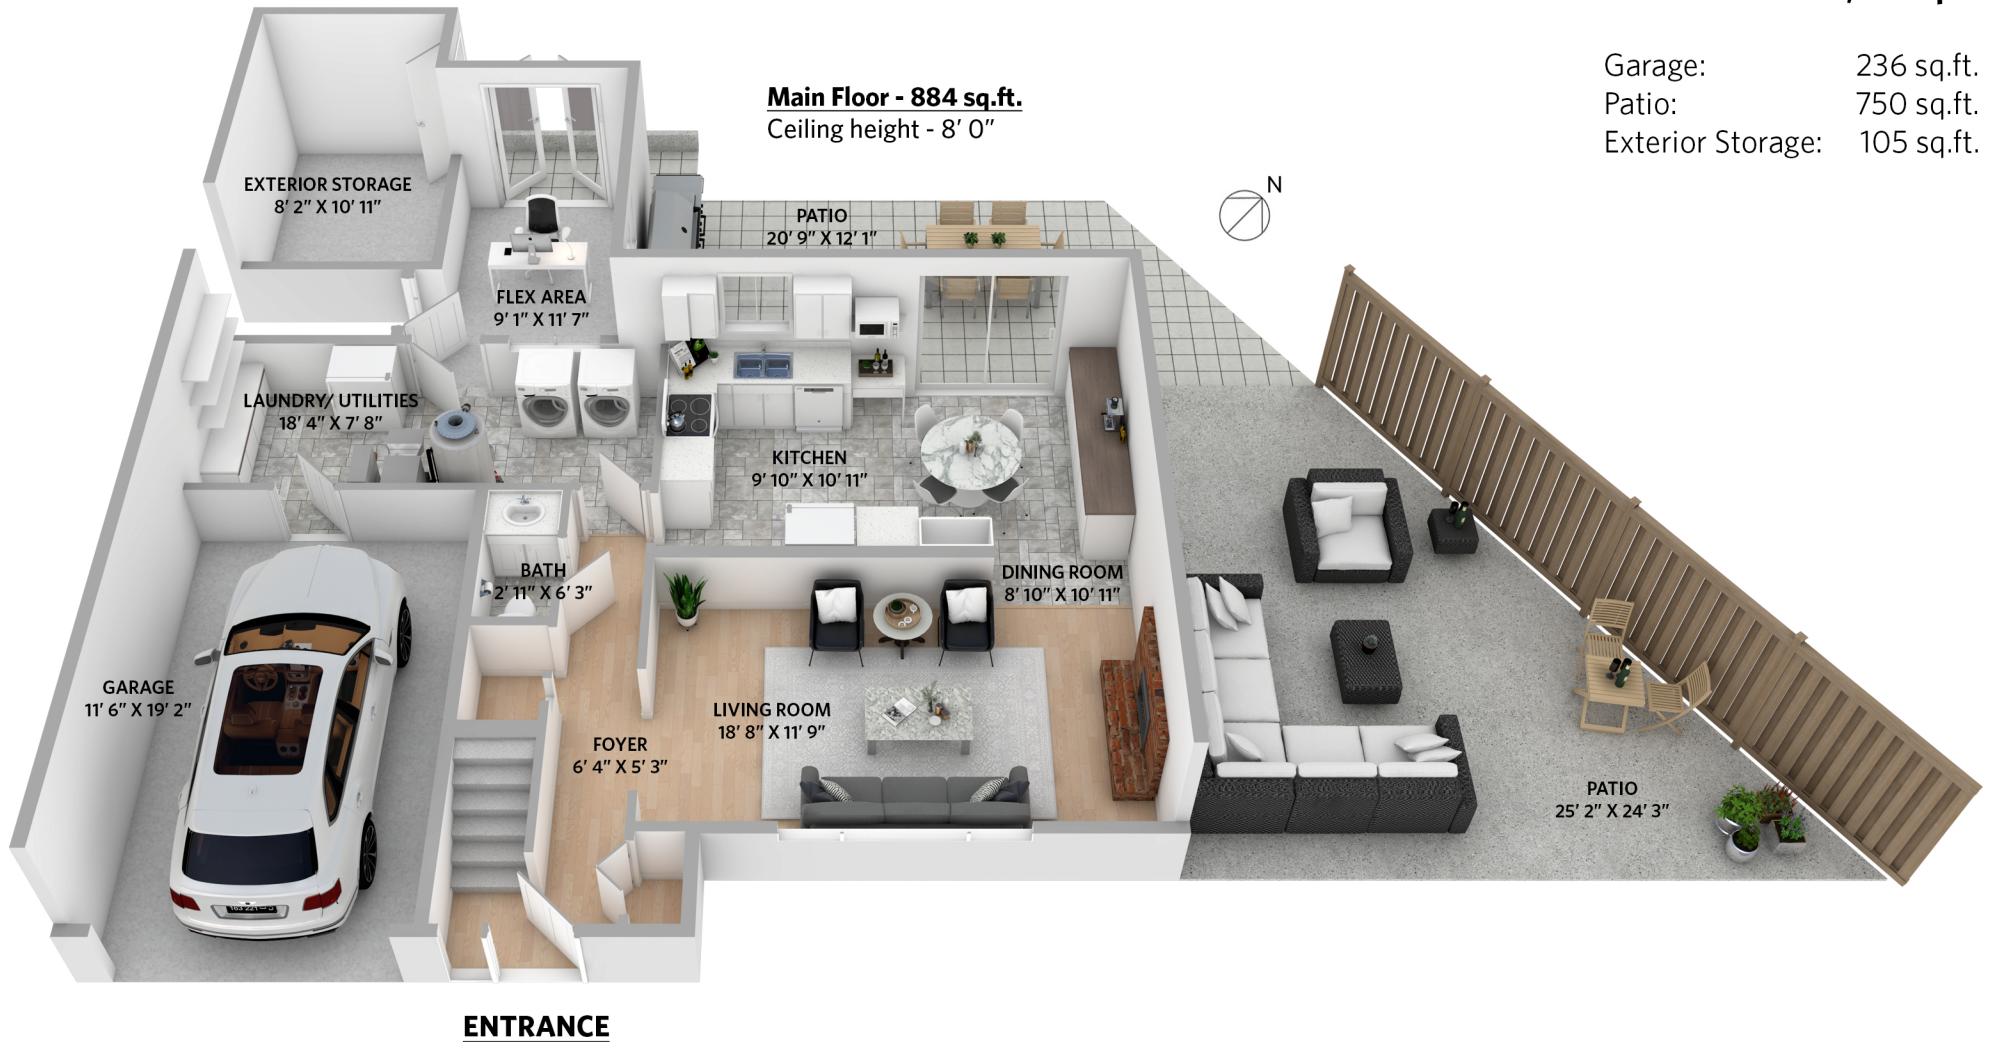 Garage: 236 sq.ft.
Patio: 750 sq.ft.
Exterior Storage: 105 sq.ft.
Main Floor - 884 sq.ft.
Ceiling height - 8' 0"
N
EXTERIOR STORAGE
8' 2" X 10' 11"
PATIO
20' 9" X 12' 1"
FLEX AREA
9' 1" X 11' 7"
LAUNDRY/ UTILITIES
18' 4" X 7' 8"
KITCHEN
9' 10" X 10' 11"
BATH
2' 11" X 6' 3"
DINING ROOM
8' 10" X 10' 11"
GARAGE
11' 6" X 19' 2"
LIVING ROOM
18' 8" X 11' 9"
FOYER
6' 4" X 5' 3"
PATIO
25' 2" X 24' 3"
ENTRANCE